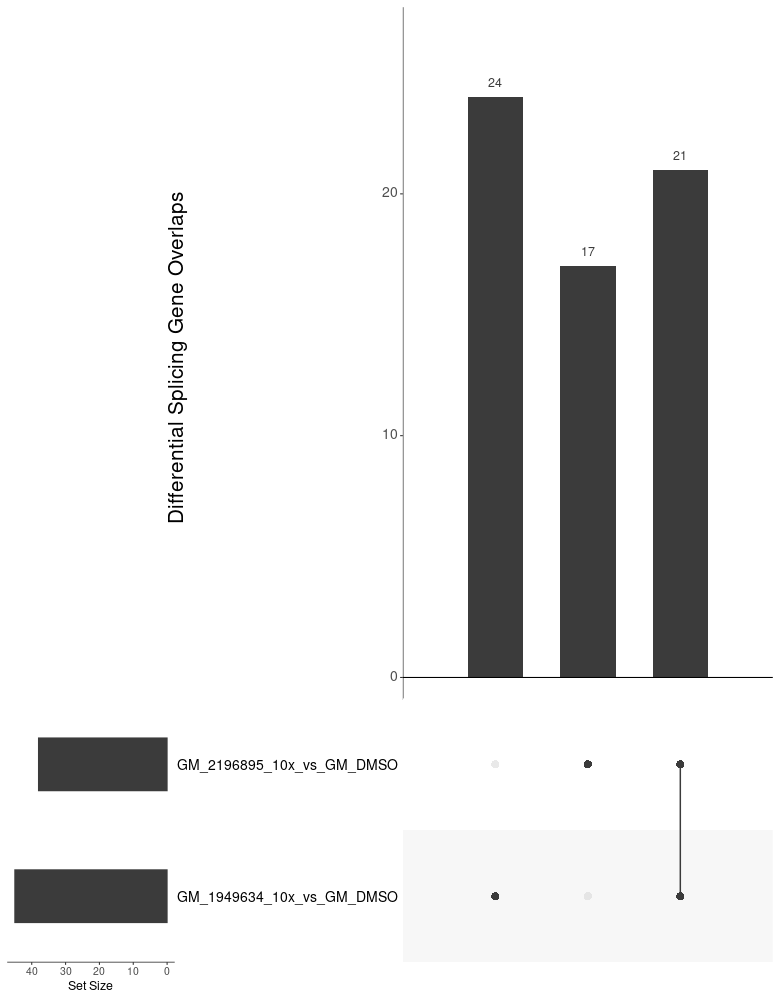 24
21
17
20
10
0
Differential Splicing Gene Overlaps
GM_2196895_10x_vs_GM_DMSO
GM_1949634_10x_vs_GM_DMSO
40 30 20 10 0
Set Size